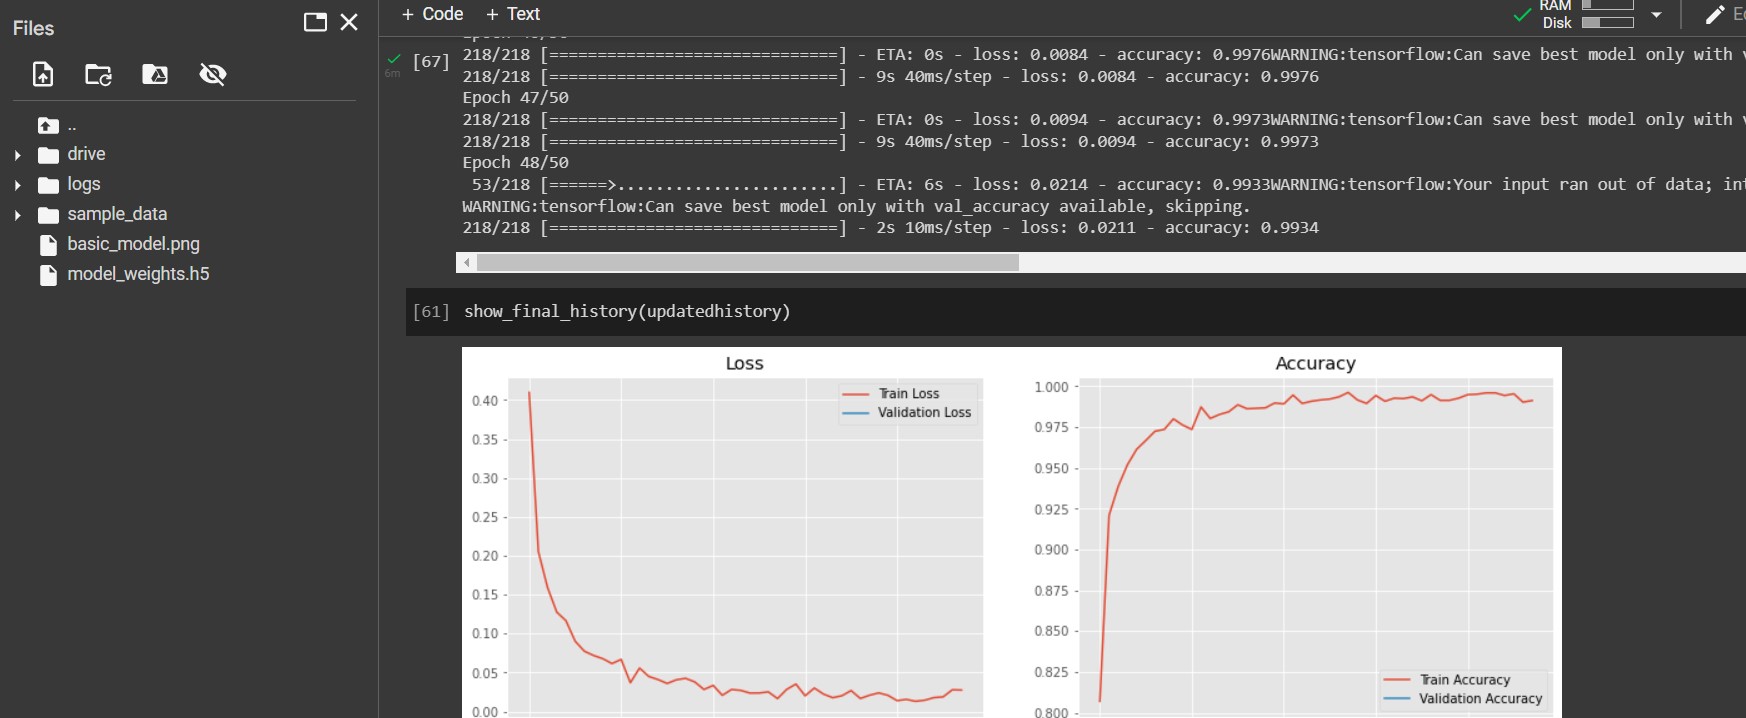 Files
+ Code + Text
RAM
Disk
..
drive
logs
sample_data
basic_model.png
model_weights.h5
6m
[67]
218/218 [==============================] - ETA: 0s - loss: 0.0084 - accuracy: 0.9976WARNING:tensorflow:Can save best model only with
218/218 [==============================] - 9s 40ms/step - loss: 0.0084 - accuracy: 0.9976
Epoch 47/50
218/218 [==============================] - ETA: 0s - loss: 0.0094 - accuracy: 0.9973WARNING:tensorflow:Can save best model only with
218/218 [==============================] - 9s 40ms/step - loss: 0.0094 - accuracy: 0.9973
Epoch 48/50
53/218 [======>.......................] - ETA: 6s - loss: 0.0214 - accuracy: 0.9933WARNING:tensorflow:Your input ran out of data;
WARNING:tensorflow:Can save best model only with val_accuracy available, skipping.
218/218 [==============================] - 2s 10ms/step - loss: 0.0211 - accuracy: 0.9934
[61] show_final_history(updatedhistory)
Loss
Train Loss
Validation Loss
0.40
0.35
0.30
0.25
0.20
0.15
0.10
0.05
0.00
Accuracy
1.000
0.975
0.950
0.925
0.900
0.875
0.850
0.825
0.800
Train Accuracy
Validation Accuracy